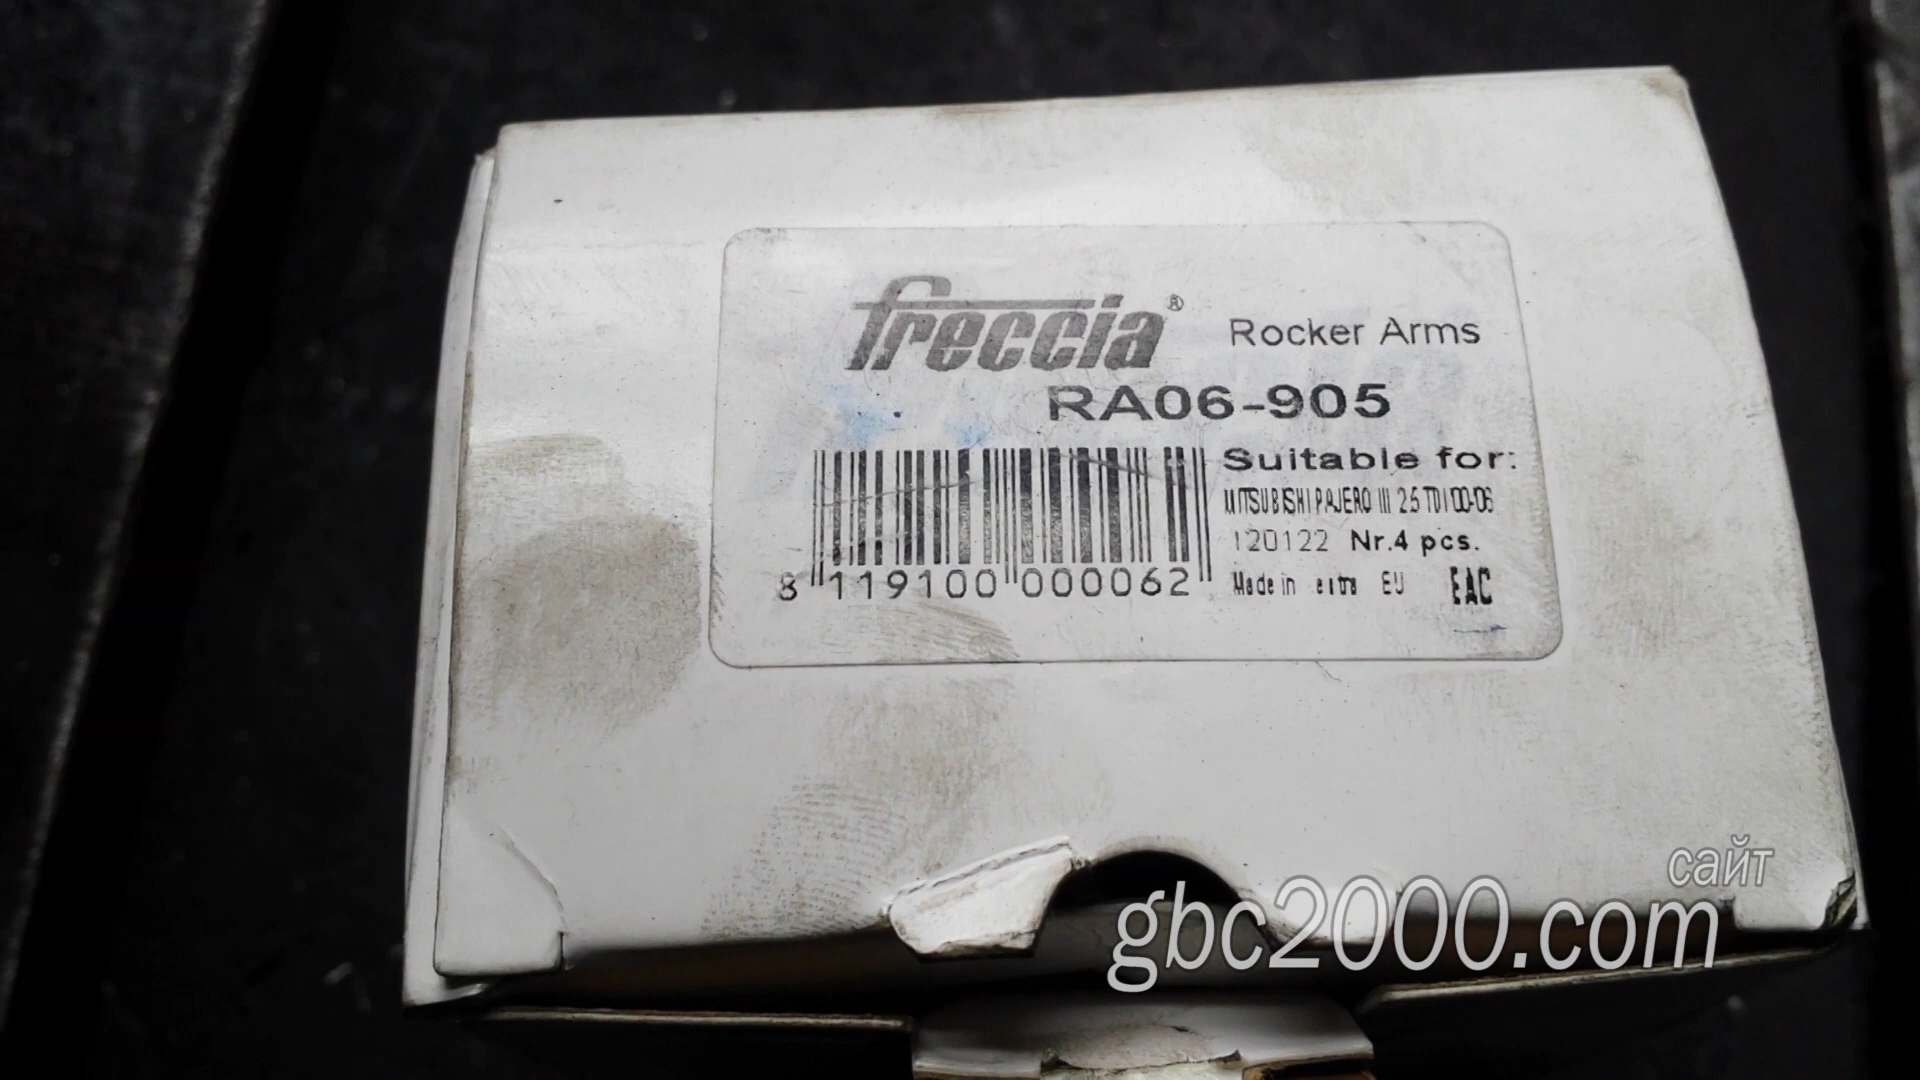 freccia®
Rocker Arms
RA06-905
Suitable for:
MITSUBISHI PAJERO III 2.5 TDI 00-06
120122 Nr.4 pcs.
Made in extra EU EAC
8 119100 000062
сайт
gbc2000.com